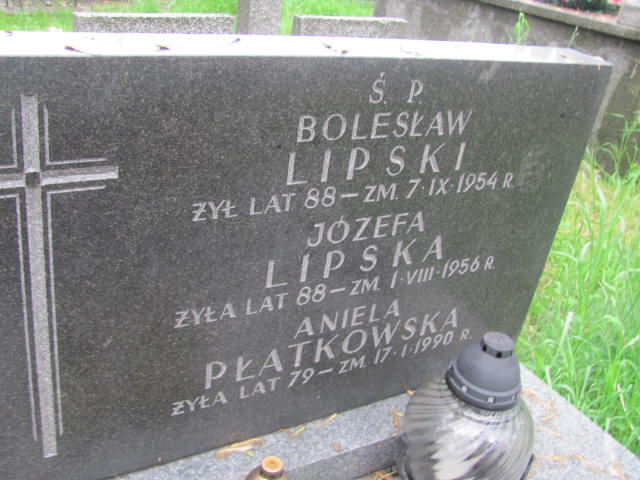 Ś. P.
BOLESŁAW
LIPSKI
ŻYŁ LAT 88 – ZM. 7·IX·1954 R.
JÓZEFA
LIPSKA
ŻYŁA LAT 88 – ZM. 1·VIII·1956 R.
ANIELA
PŁATKOWSKA
ŻYŁA LAT 79 – ZM. 17·1·1990 R.